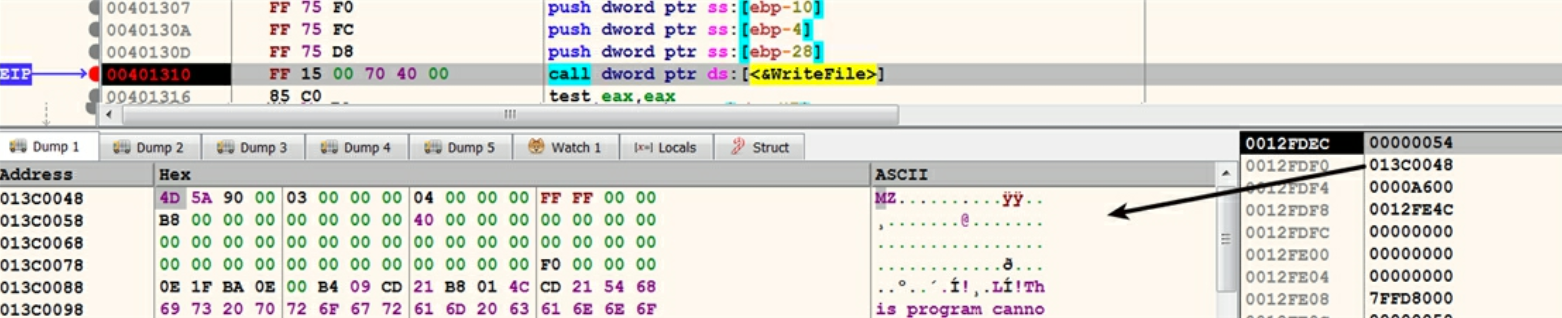 00401307 FF 75 F0 push dword ptr ss:[ebp-10]
0040130A FF 75 FC push dword ptr ss:[ebp-4]
0040130D FF 75 D8 push dword ptr ss:[ebp-28]
EIP 00401310 FF 15 00 70 40 00 call dword ptr ds:[<&WriteFile>]
00401316 85 C0 test eax,eax
Dump 1 Dump 2 Dump 3 Dump 4 Dump 5 Watch 1 [x=] Locals Struct
Address Hex ASCII
013C0048 4D 5A 90 00 03 00 00 00 04 00 00 00 FF FF 00 00 MZ..........ÿÿ..
013C0058 B8 00 00 00 00 00 00 00 40 00 00 00 00 00 00 00 ¸.......@.......
013C0068 00 00 00 00 00 00 00 00 00 00 00 00 00 00 00 00 ................
013C0078 00 00 00 00 00 00 00 00 00 00 00 00 F0 00 00 00 ............ð...
013C0088 0E 1F BA 0E 00 B4 09 CD 21 B8 01 4C CD 21 54 68 ..º..´.Í!¸.LÍ!Th
013C0098 69 73 20 70 72 6F 67 72 61 6D 20 63 61 6E 6E 6F is program canno
0012FDEC 00000054
0012FDF0 013C0048
0012FDF4 0000A600
0012FDF8 0012FE4C
0012FDFC 00000000
0012FE00 00000000
0012FE04 00000000
0012FE08 7FFD8000